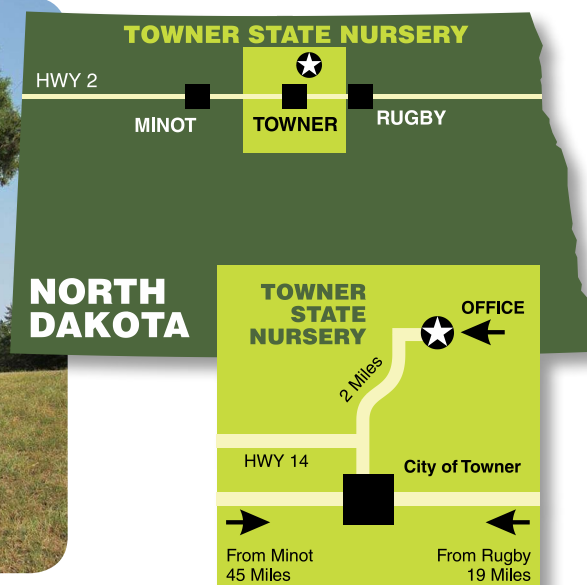 TOWNER STATE NURSERY
HWY 2
MINOT
TOWNER
RUGBY
NORTH
DAKOTA
TOWNER
STATE
NURSERY
OFFICE
2 Miles
HWY 14
City of Towner
From Minot
45 Miles
From Rugby
19 Miles